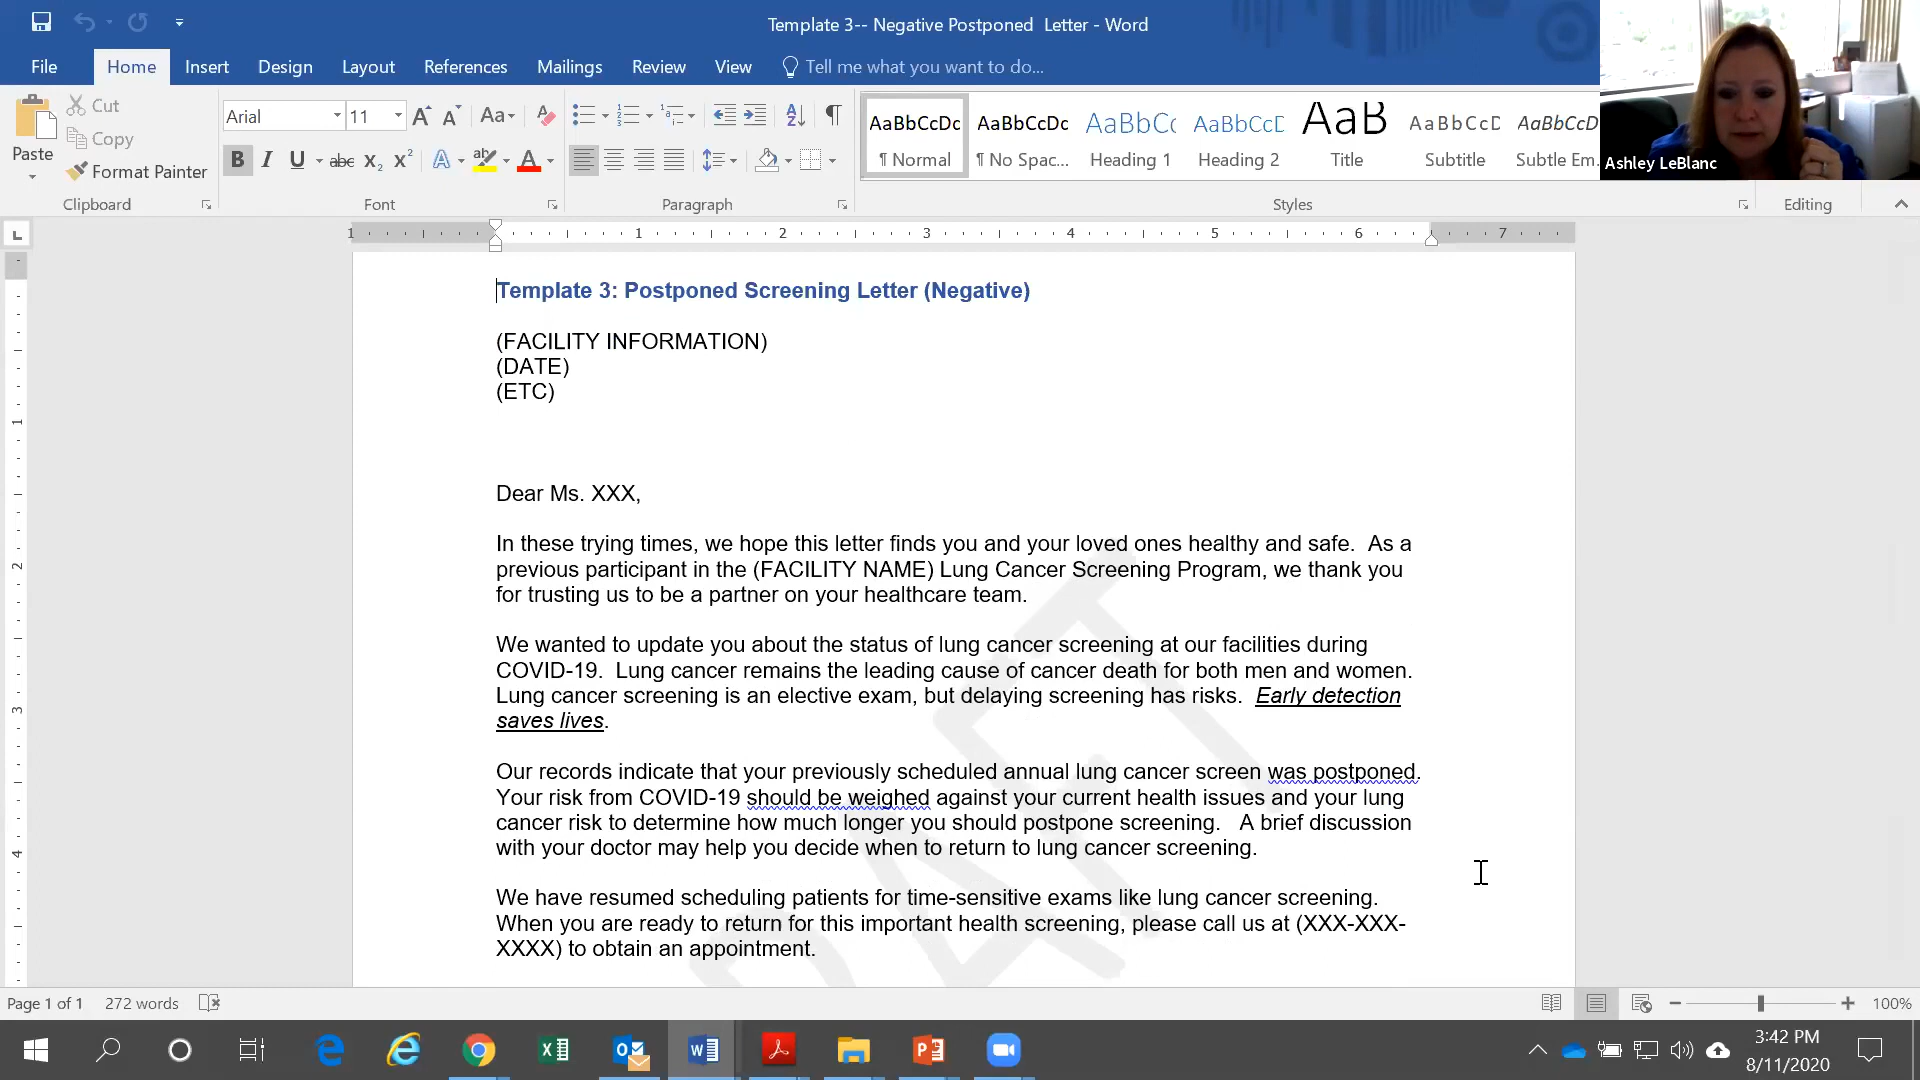 Template 3-- Negative Postponed  Letter - Word
File Home Insert Design Layout References Mailings Review View Tell me what you want to do...
Cut
Copy
Paste
Format Painter
Arial 11
AaBbCcDc AaBbCcDc AaBbCc AaBbCcD AaB AaBbCcD AaBbCcD
¶ Normal ¶ No Spac... Heading 1 Heading 2 Title Subtitle Subtle Em...
Ashley LeBlanc
Clipboard Font Paragraph Styles Editing
1 1 2 3 4 5 6 7
Template 3: Postponed Screening Letter (Negative)
(FACILITY INFORMATION)
(DATE)
(ETC)
Dear Ms. XXX,
In these trying times, we hope this letter finds you and your loved ones healthy and safe.  As a
previous participant in the (FACILITY NAME) Lung Cancer Screening Program, we thank you
for trusting us to be a partner on your healthcare team.
We wanted to update you about the status of lung cancer screening at our facilities during
COVID-19.  Lung cancer remains the leading cause of cancer death for both men and women.
Lung cancer screening is an elective exam, but delaying screening has risks.  Early detection
saves lives.
Our records indicate that your previously scheduled annual lung cancer screen was postponed.
Your risk from COVID-19 should be weighed against your current health issues and your lung
cancer risk to determine how much longer you should postpone screening.   A brief discussion
with your doctor may help you decide when to return to lung cancer screening.
We have resumed scheduling patients for time-sensitive exams like lung cancer screening.
When you are ready to return for this important health screening, please call us at (XXX-XXX-
XXXX) to obtain an appointment.
Page 1 of 1 272 words 100%
3:42 PM
8/11/2020